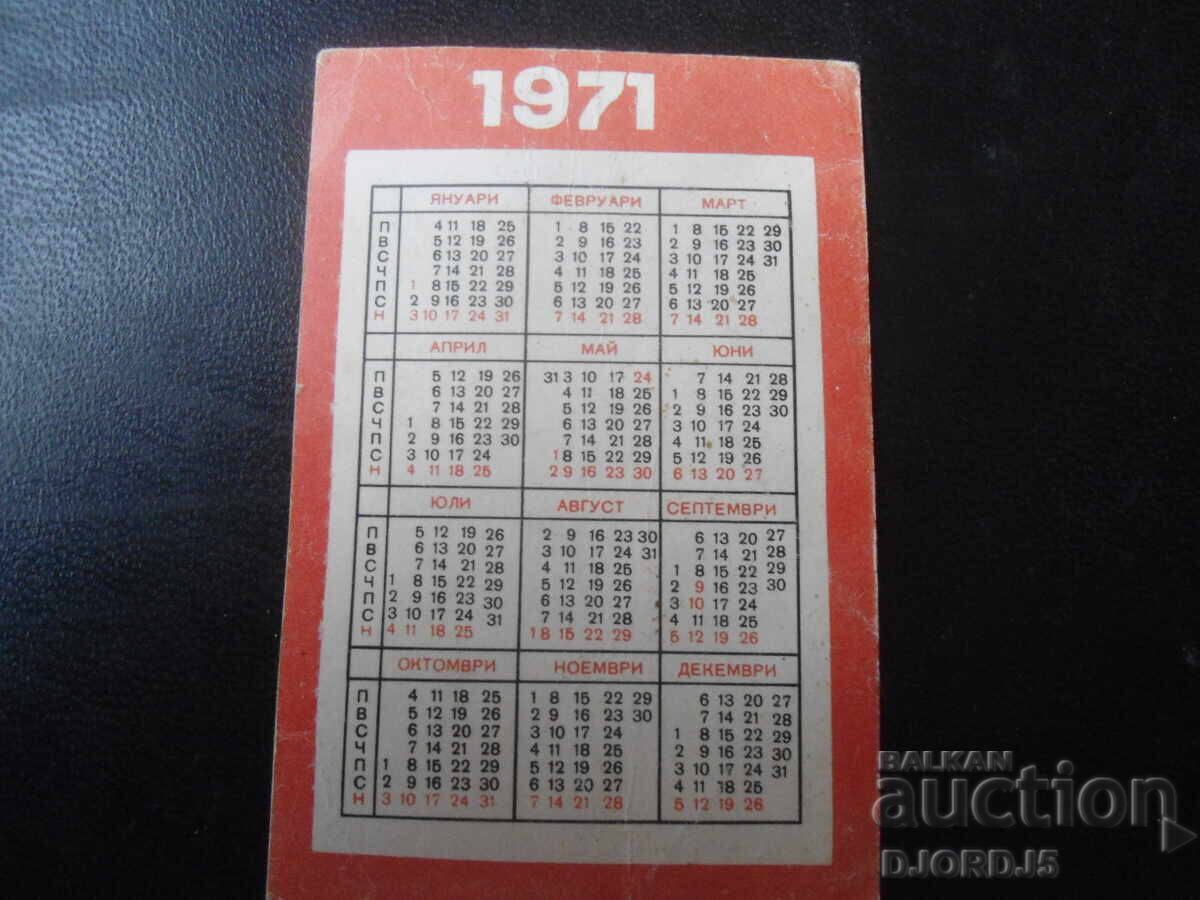 1971
ЯНУАРИ ФЕВРУАРИ МАРТ
П 4 11 18 25 1 8 15 22 1 8 15 22 29
В 5 12 19 26 2 9 16 23 2 9 16 23 30
С 6 13 20 27 3 10 17 24 3 10 17 24 31
Ч 7 14 21 28 4 11 18 25 4 11 18 25
П 1 8 15 22 29 5 12 19 26 5 12 19 26
С 2 9 16 23 30 6 13 20 27 6 13 20 27
Н 3 10 17 24 31 7 14 21 28 7 14 21 28
АПРИЛ МАЙ ЮНИ
П 5 12 19 26 31 3 10 17 24 7 14 21 28
В 6 13 20 27 4 11 18 25 1 8 15 22 29
С 7 14 21 28 5 12 19 26 2 9 16 23 30
Ч 1 8 15 22 29 6 13 20 27 3 10 17 24
П 2 9 16 23 30 7 14 21 28 4 11 18 25
С 3 10 17 24 1 8 15 22 29 5 12 19 26
Н 4 11 18 25 2 9 16 23 30 6 13 20 27
ЮЛИ АВГУСТ СЕПТЕМВРИ
П 5 12 19 26 2 9 16 23 30 6 13 20 27
В 6 13 20 27 3 10 17 24 31 7 14 21 28
С 7 14 21 28 4 11 18 25 1 8 15 22 29
Ч 1 8 15 22 29 5 12 19 26 2 9 16 23 30
П 2 9 16 23 30 6 13 20 27 3 10 17 24
С 3 10 17 24 31 7 14 21 28 4 11 18 25
Н 4 11 18 25 1 8 15 22 29 5 12 19 26
ОКТОМВРИ НОЕМВРИ ДЕКЕМВРИ
П 4 11 18 25 1 8 15 22 29 6 13 20 27
В 5 12 19 26 2 9 16 23 30 7 14 21 28
С 6 13 20 27 3 10 17 24 1 8 15 22 29
Ч 7 14 21 28 4 11 18 25 2 9 16 23 30
П 1 8 15 22 29 5 12 19 26 3 10 17 24 31
С 2 9 16 23 30 6 13 20 27 4 11 18 25
Н 3 10 17 24 31 7 14 21 28 5 12 19 26
BALKAN
auction
DJORDJ5